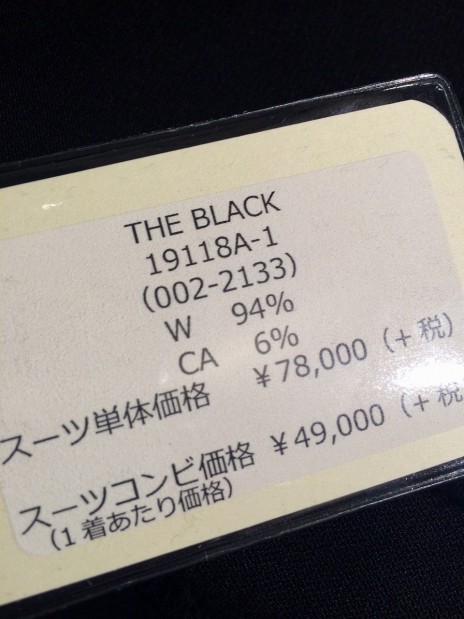 THE BLACK
19118A-1
(002-2133)
W 94%
CA 6%
スーツ単体価格 ¥78,000 (+税)
スーツコンビ価格 ¥49,000 (+税
(1着あたり価格)